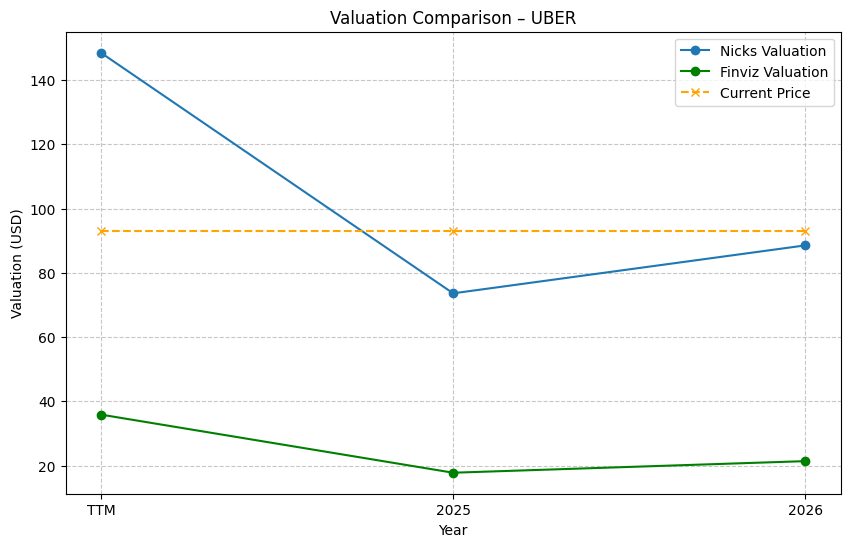 Valuation Comparison – UBER
Nicks Valuation
Finviz Valuation
Current Price
Valuation (USD)
140
120
100
80
60
40
20
TTM
2025
2026
Year